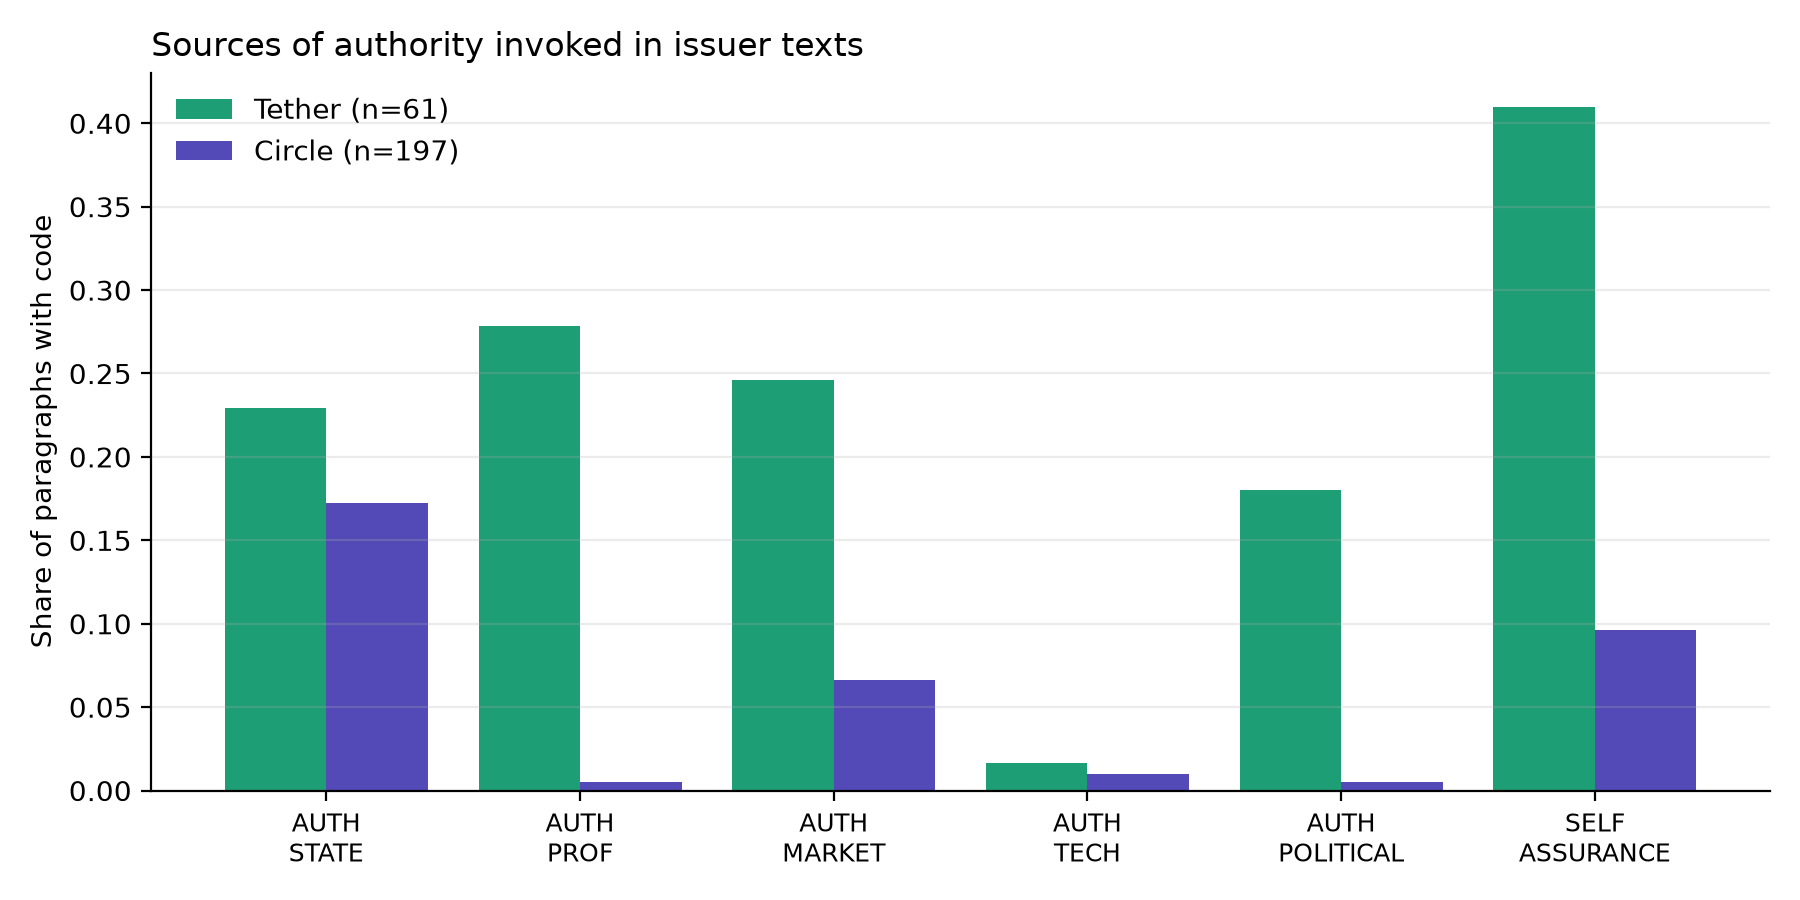 Sources of authority invoked in issuer texts
Tether (n=61)
Circle (n=197)
Share of paragraphs with code
0.40
0.35
0.30
0.25
0.20
0.15
0.10
0.05
0.00
AUTH
STATE
AUTH
PROF
AUTH
MARKET
AUTH
TECH
AUTH
POLITICAL
SELF
ASSURANCE